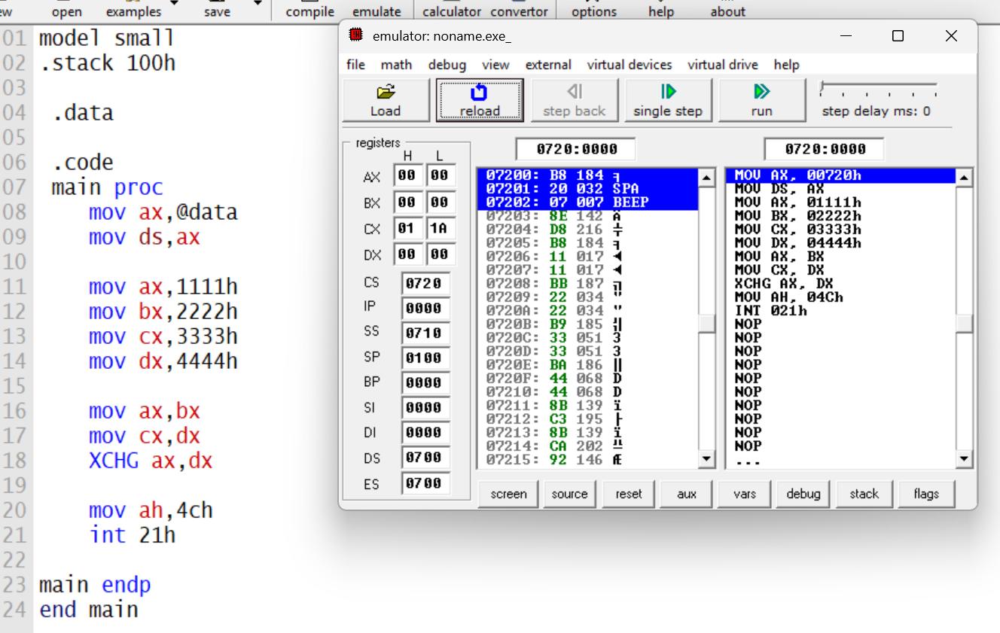 ew open examples save compile emulate calculator convertor options help about
01 model small
02 .stack 100h
03
04 .data
05
06 .code
07 main proc
08 mov ax,@data
09 mov ds,ax
10
11 mov ax,1111h
12 mov bx,2222h
13 mov cx,3333h
14 mov dx,4444h
15
16 mov ax,bx
17 mov cx,dx
18 XCHG ax,dx
19
20 mov ah,4ch
21 int 21h
22
23 main endp
24 end main
emulator: noname.exe_
file math debug view external virtual devices virtual drive help
Load reload step back single step run step delay ms: 0
registers
H L
AX 00 00
BX 00 00
CX 01 1A
DX 00 00
CS 0720
IP 0000
SS 0710
SP 0100
BP 0000
SI 0000
DI 0000
DS 0700
ES 0700
0720:0000
07200: B8 184 ╕
07201: 20 032 SPA
07202: 07 007 BEEP
07203: 8E 142 Ä
07204: D8 216 ╪
07205: B8 184 ╕
07206: 11 017 ◄
07207: 11 017 ◄
07208: BB 187 ╗
07209: 22 034 "
0720A: 22 034 "
0720B: B9 185 ╣
0720C: 33 051 3
0720D: 33 051 3
0720E: BA 186 ║
0720F: 44 068 D
07210: 44 068 D
07211: 8B 139 ï
07212: C3 195 ├
07213: 8B 139 ï
07214: CA 202 ╩
07215: 92 146 Æ
0720:0000
MOV AX, 00720h
MOV DS, AX
MOV AX, 01111h
MOV BX, 02222h
MOV CX, 03333h
MOV DX, 04444h
MOV AX, BX
MOV CX, DX
XCHG AX, DX
MOV AH, 04Ch
INT 021h
NOP
NOP
NOP
NOP
NOP
NOP
NOP
NOP
NOP
NOP
...
screen source reset aux vars debug stack flags